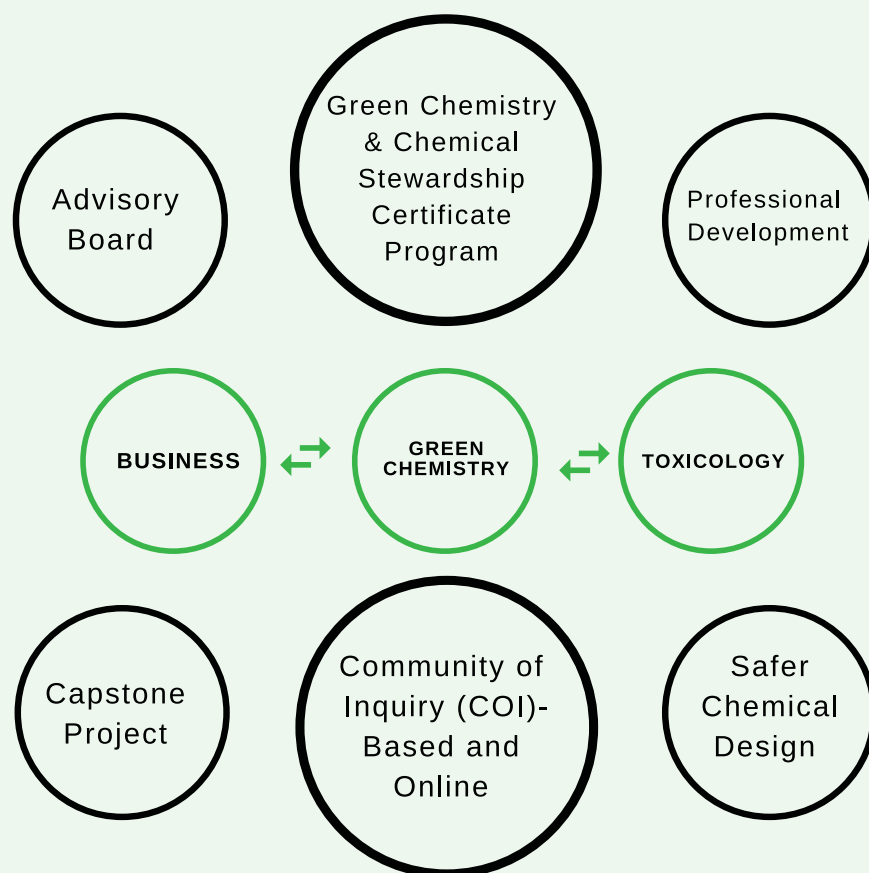 Green Chemistry
& Chemical
Stewardship
Certificate
Program
Advisory
Board
Professional
Development
BUSINESS
GREEN
CHEMISTRY
TOXICOLOGY
Capstone
Project
Community of
Inquiry (COI)-
Based and
Online
Safer
Chemical
Design